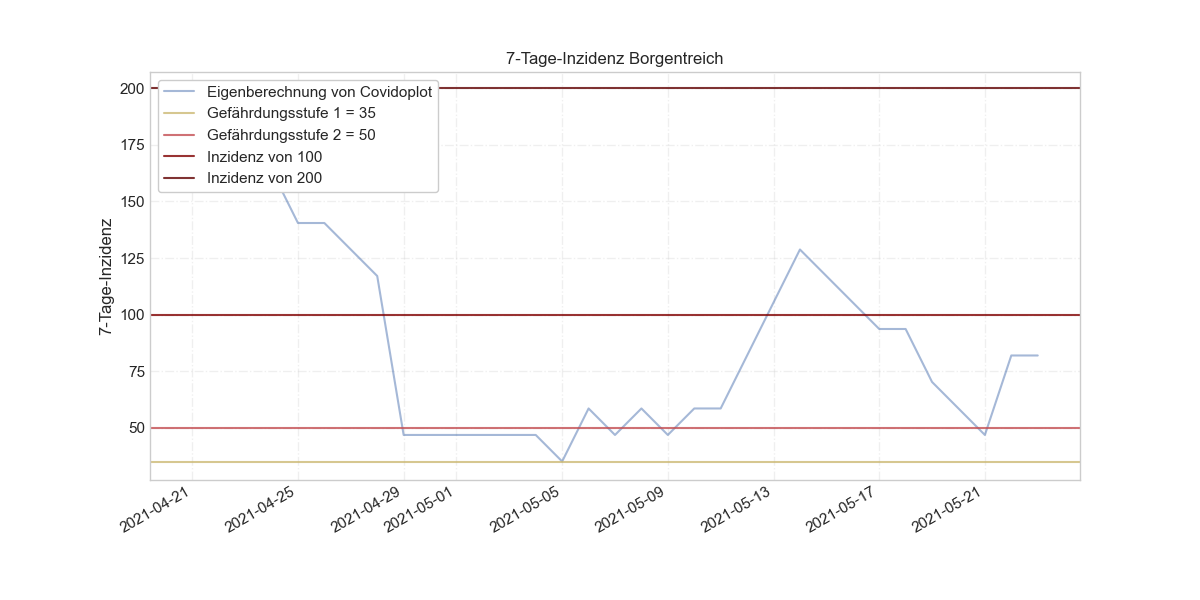 7-Tage-Inzidenz Borgentreich
Eigenberechnung von Covidoplot
Gefährdungsstufe 1 = 35
Gefährdungsstufe 2 = 50
Inzidenz von 100
Inzidenz von 200
7-Tage-Inzidenz
200
175
150
125
100
75
50
2021-04-21
2021-04-25
2021-04-29
2021-05-01
2021-05-05
2021-05-09
2021-05-13
2021-05-17
2021-05-21